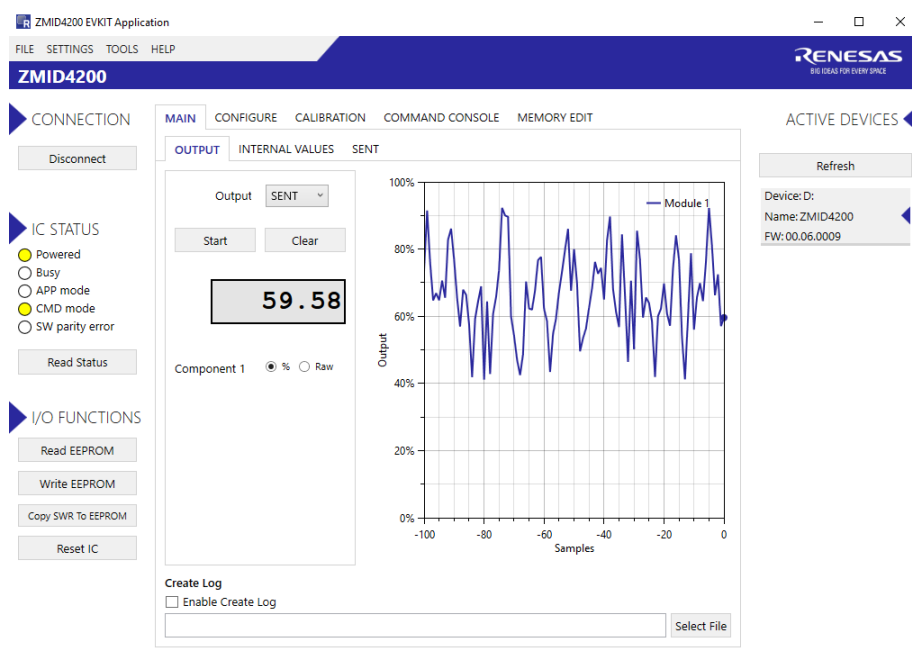 ZMID4200 EVKIT Application
FILE SETTINGS TOOLS HELP
RENESAS
BIG IDEAS FOR EVERY SPACE
ZMID4200
CONNECTION
Disconnect
IC STATUS
Powered
Busy
APP mode
CMD mode
SW parity error
Read Status
I/O FUNCTIONS
Read EEPROM
Write EEPROM
Copy SWR To EEPROM
Reset IC
MAIN CONFIGURE CALIBRATION COMMAND CONSOLE MEMORY EDIT
OUTPUT INTERNAL VALUES SENT
Output SENT
Start Clear
59.58
Component 1 % Raw
Module 1
100%
80%
60%
40%
20%
0%
Output
-100 -80 -60 -40 -20 0
Samples
Create Log
Enable Create Log
Select File
ACTIVE DEVICES
Refresh
Device: D:
Name: ZMID4200
FW: 00.06.0009